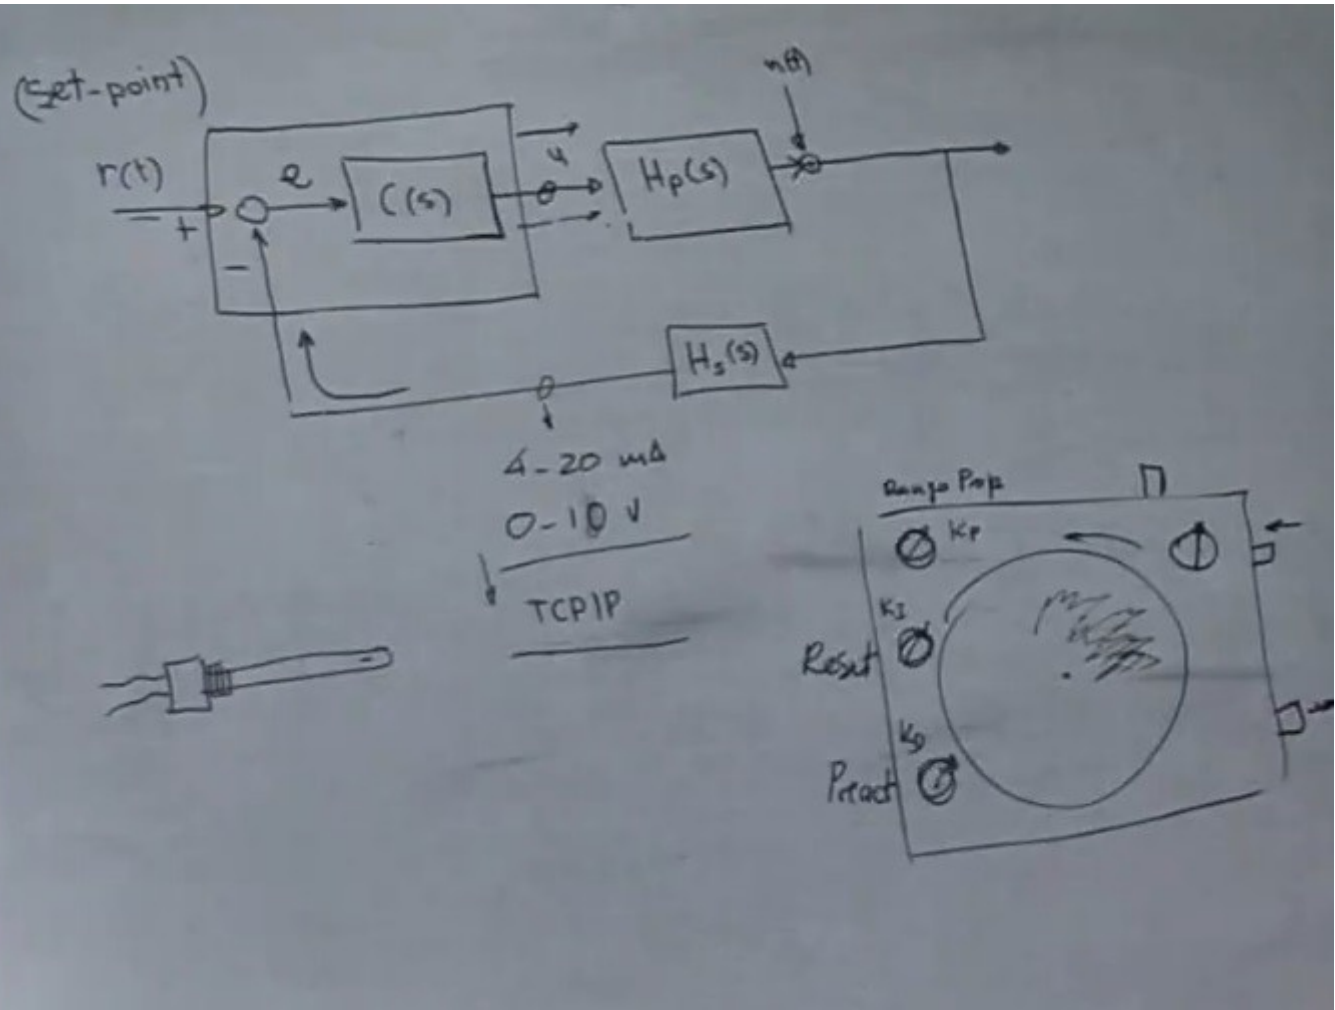 (Set-point)
r(t)
+
-
e
C(s)
u
Hp(s)
n(t)
Hs(s)
4-20 mA
0-10 V
TCPIP
KP
KI
Reset
KD
Preact